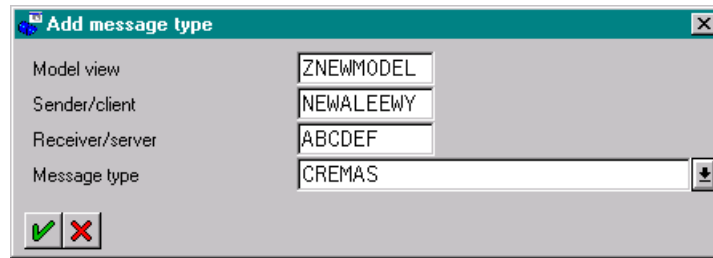 Add message type
Model view ZNEWMODEL
Sender/client NEWALEEWY
Receiver/server ABCDEF
Message type CREMAS